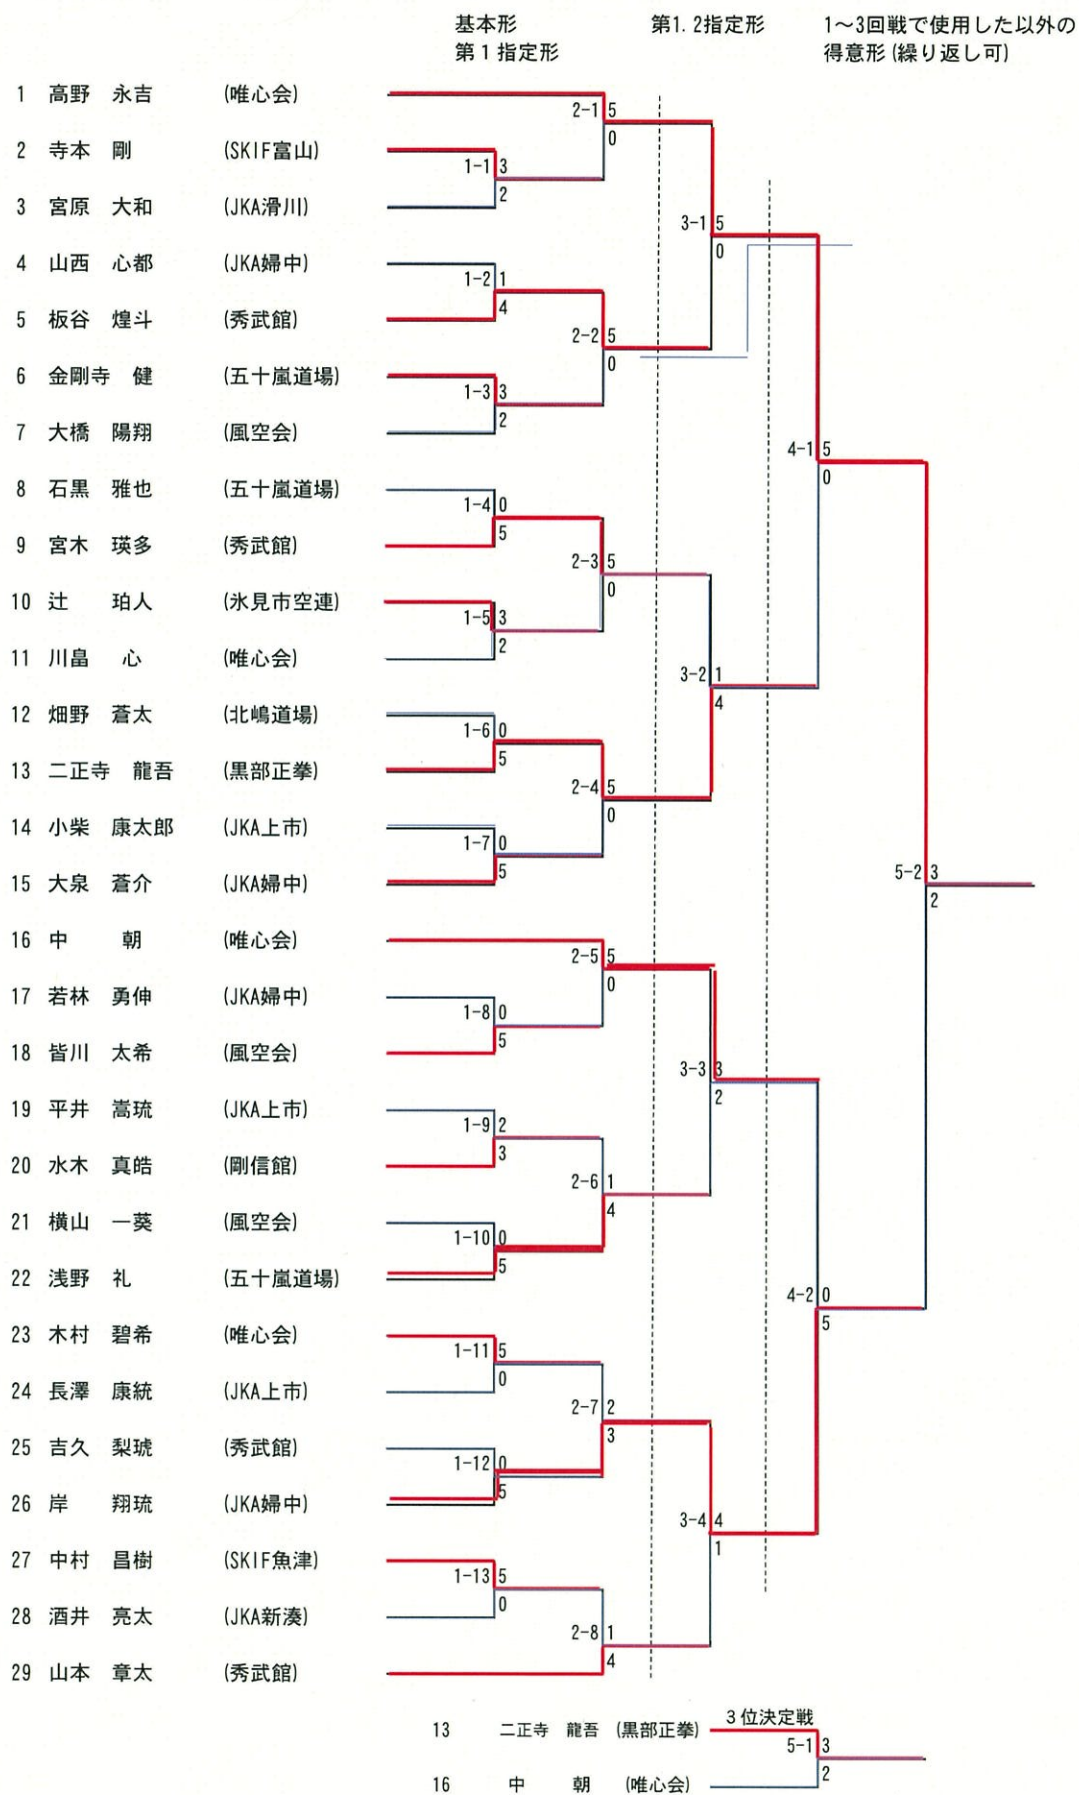 基本形 第1.2指定形 1～3回戦で使用した以外の
第１指定形 得意形(繰り返し可)
1 高野 永吉 (唯心会)
2-1 5
0
2 寺本 剛 (SKIF富山)
1-1 3
2
3 宮原 大和 (JKA滑川)
3-1 5
0
4 山西 心都 (JKA婦中)
1-2 1
4
5 板谷 煌斗 (秀武館)
2-2 5
0
6 金剛寺 健 (五十嵐道場)
1-3 3
2
7 大橋 陽翔 (風空会)
4-1 5
0
8 石黒 雅也 (五十嵐道場)
1-4 0
5
9 宮木 瑛多 (秀武館)
2-3 5
0
10 辻 珀人 (氷見市空連)
1-5 3
2
11 川畠 心 (唯心会)
3-2 1
4
12 畑野 蒼太 (北嶋道場)
1-6 0
5
13 二正寺 龍吾 (黒部正拳)
2-4 5
0
14 小柴 康太郎 (JKA上市)
1-7 0
5
15 大泉 蒼介 (JKA婦中)
5-2 3
2
16 中 朝 (唯心会)
2-5 5
0
17 若林 勇伸 (JKA婦中)
1-8 0
5
18 皆川 太希 (風空会)
3-3 3
2
19 平井 嵩琉 (JKA上市)
1-9 2
3
20 水木 真皓 (剛信館)
2-6 1
4
21 横山 一葵 (風空会)
1-10 0
5
22 浅野 礼 (五十嵐道場)
4-2 0
5
23 木村 碧希 (唯心会)
1-11 5
0
24 長澤 康統 (JKA上市)
2-7 2
3
25 吉久 梨琥 (秀武館)
1-12 0
5
26 岸 翔琉 (JKA婦中)
3-4 4
1
27 中村 昌樹 (SKIF魚津)
1-13 5
0
28 酒井 亮太 (JKA新湊)
2-8 1
4
29 山本 章太 (秀武館)
３位決定戦
13 二正寺 龍吾 (黒部正拳)
5-1 3
2
16 中 朝 (唯心会)